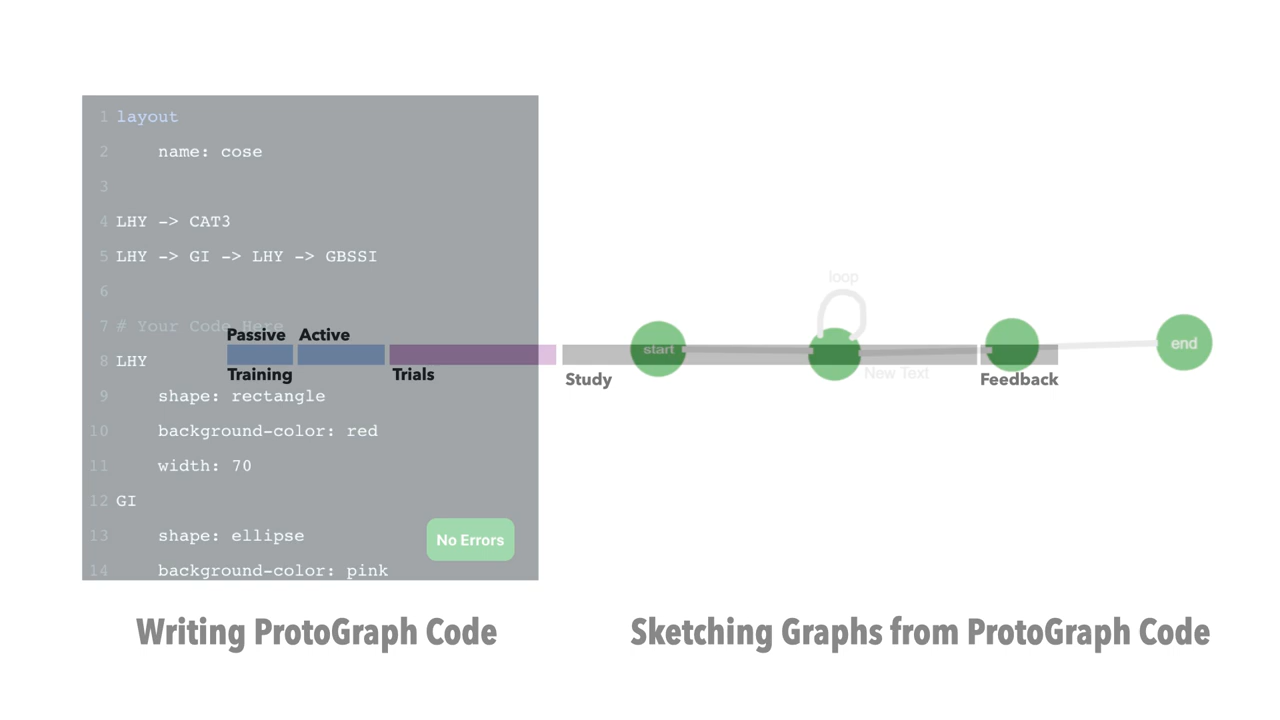 1 layout
2 name: cose
3
4 LHY -> CAT3
5 LHY -> GI -> LHY -> GBSSI
6
7 # Your Code Here
8 LHY
9 shape: rectangle
10 background-color: red
11 width: 70
12 GI
13 shape: ellipse
14 background-color: pink
No Errors
Passive Active
Training Trials
Study
Feedback
loop
start
New Text
end
Writing ProtoGraph Code
Sketching Graphs from ProtoGraph Code